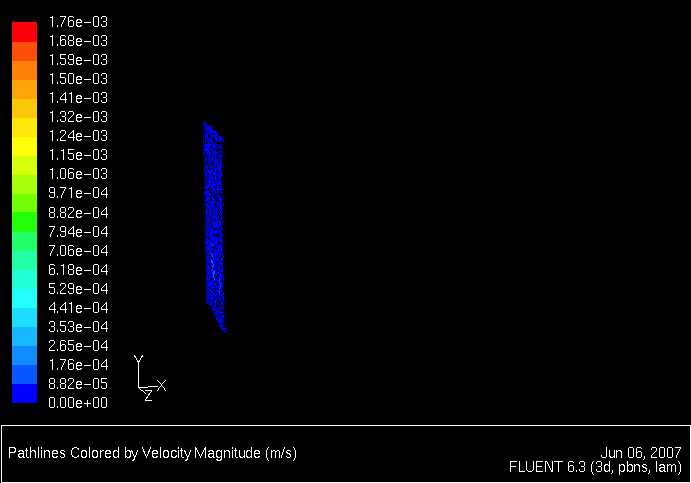 1.76e-03
1.68e-03
1.59e-03
1.50e-03
1.41e-03
1.32e-03
1.24e-03
1.15e-03
1.06e-03
9.71e-04
8.82e-04
7.94e-04
7.06e-04
6.18e-04
5.29e-04
4.41e-04
3.53e-04
2.65e-04
1.76e-04
8.82e-05
0.00e+00
Y
X
Z
Pathlines Colored by Velocity Magnitude (m/s)
Jun 06, 2007
FLUENT 6.3 (3d, pbns, lam)